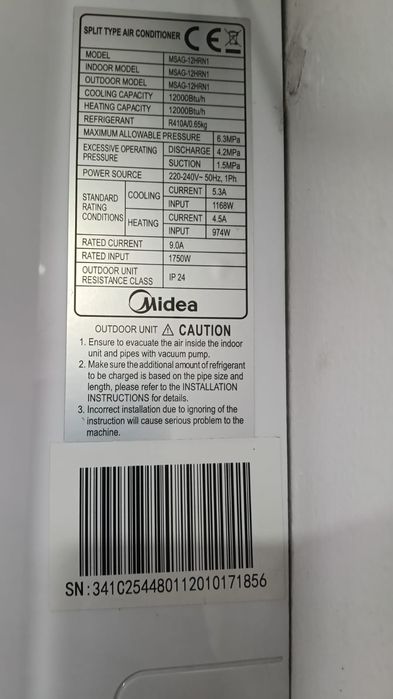 SPLIT TYPE AIR CONDITIONER CE
MODEL MSAG-12HRN1
INDOOR MODEL MSAG-12HRN1
OUTDOOR MODEL MSAG-12HRN1
COOLING CAPACITY 12000Btu/h
HEATING CAPACITY 12000Btu/h
REFRIGERANT R410A/0.65kg
MAXIMUM ALLOWABLE PRESSURE 6.3MPa
EXCESSIVE OPERATING PRESSURE DISCHARGE 4.2MPa
SUCTION 1.5MPa
POWER SOURCE 220-240V~ 50Hz, 1Ph
STANDARD RATING CONDITIONS COOLING CURRENT 5.3A
INPUT 1168W
HEATING CURRENT 4.5A
INPUT 974W
RATED CURRENT 9.0A
RATED INPUT 1750W
OUTDOOR UNIT RESISTANCE CLASS IP 24
Midea
OUTDOOR UNIT ⚠ CAUTION
1. Ensure to evacuate the air inside the indoor
unit and pipes with vacuum pump.
2. Make sure the additional amount of refrigerant
to be charged is based on the pipe size and
length, please refer to the INSTALLATION
INSTRUCTIONS for details.
3. Incorrect installation due to ignoring of the
instruction will cause serious problem to the
machine.
SN:341C254480112010171856